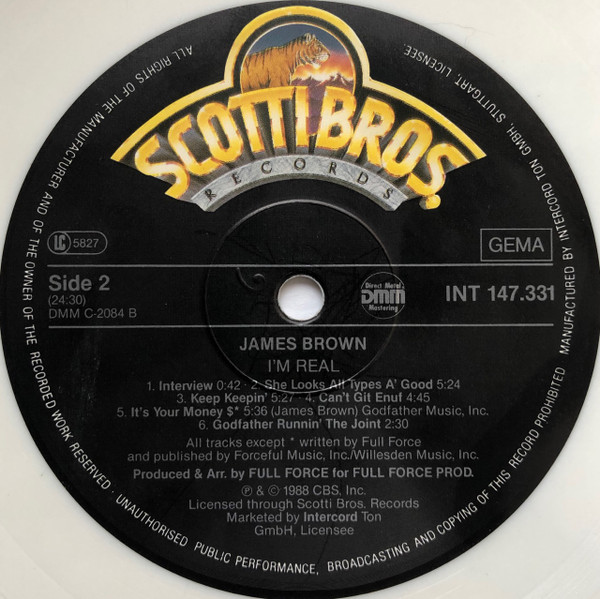 SCOTTI BROS.
RECORDS
LC 5827
GEMA
Side 2
(24:30)
DMM C-2084 B
Direct Metal
DMM
Mastering
INT 147.331
JAMES BROWN
I'M REAL
1. Interview 0:42 · 2. She Looks All Types A' Good 5:24
3. Keep Keepin' 5:27 · 4. Can't Git Enuf 4:45
5. It's Your Money $* 5:36 (James Brown) Godfather Music, Inc.
6. Godfather Runnin' The Joint 2:30
All tracks except * written by Full Force
and published by Forceful Music, Inc./Willesden Music, Inc.
Produced & Arr. by FULL FORCE for FULL FORCE PROD.
℗ & © 1988 CBS, Inc.
Licensed through Scotti Bros. Records
Marketed by Intercord Ton
GmbH, Licensee
ALL RIGHTS OF THE MANUFACTURER AND OF THE OWNER OF THE RECORDED WORK RESERVED · UNAUTHORISED PUBLIC PERFORMANCE, BROADCASTING AND COPYING OF THIS RECORD PROHIBITED
MANUFACTURED BY INTERCORD TON GMBH, STUTTGART, LICENSEE.